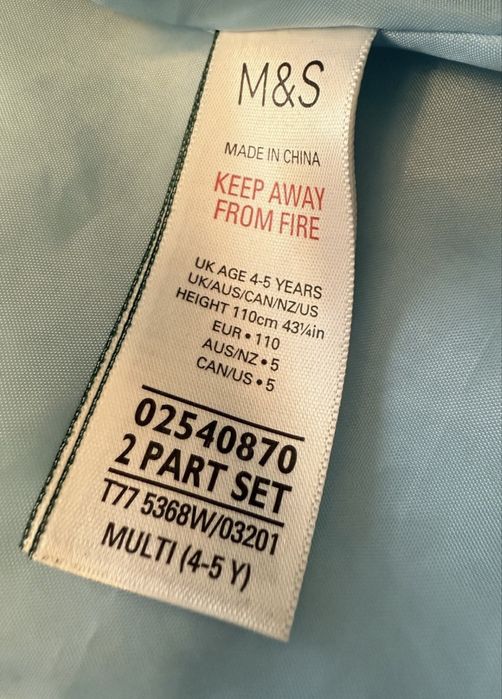 M&S
MADE IN CHINA
KEEP AWAY
FROM FIRE
UK AGE 4-5 YEARS
UK/AUS/CAN/NZ/US
HEIGHT 110cm 43¼in
EUR • 110
AUS/NZ • 5
CAN/US • 5
02540870
2 PART SET
T77 5368W/03201
MULTI (4-5 Y)